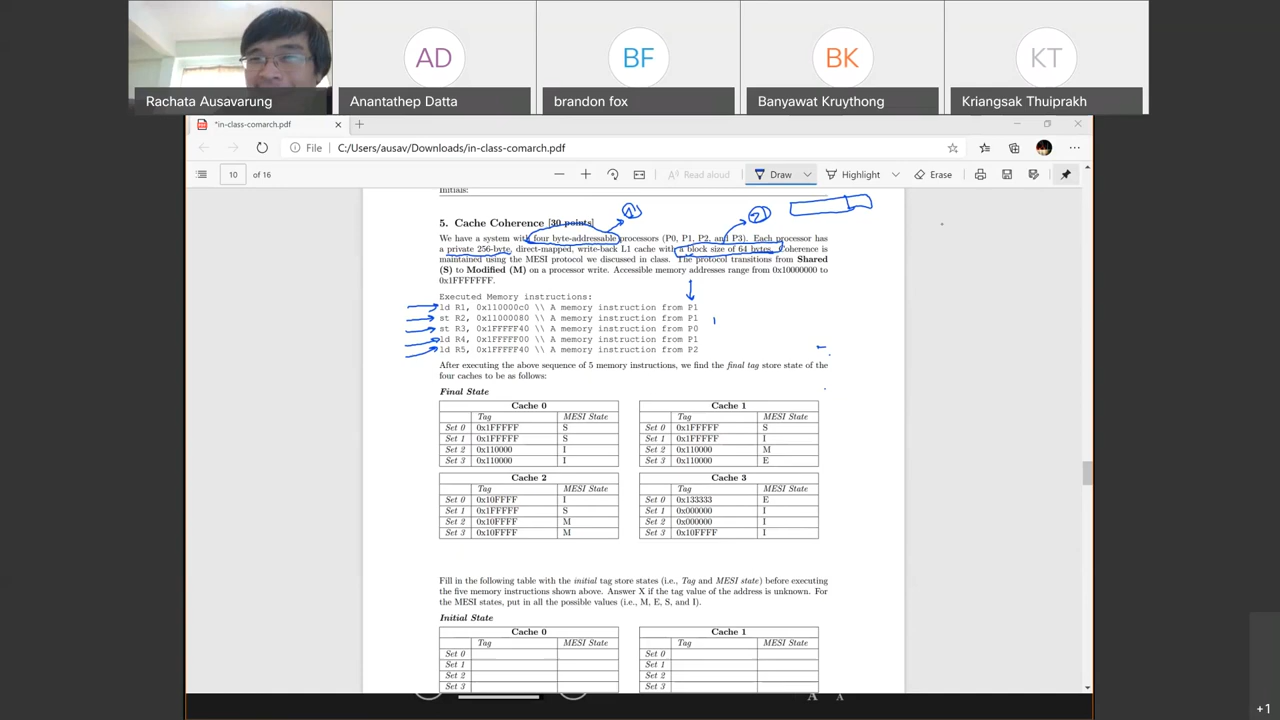 AD
BF
BK
KT
Rachata Ausavarung
Anantathep Datta
brandon fox
Banyawat Kruythong
Kriangsak Thuiprakh
*in-class-comarch.pdf
File
C:/Users/ausav/Downloads/in-class-comarch.pdf
10 of 16
Read aloud
Draw
Highlight
Erase
Initials:
5. Cache Coherence [30 points]
We have a system with four byte-addressable processors (P0, P1, P2, and P3). Each processor has
a private 256-byte, direct-mapped, write-back L1 cache with a block size of 64 bytes. Coherence is
maintained using the MESI protocol we discussed in class. The protocol transitions from Shared
(S) to Modified (M) on a processor write. Accessible memory addresses range from 0x10000000 to
0x1FFFFFFF.
Executed Memory instructions:
ld R1, 0x110000c0 \\ A memory instruction from P1
st R2, 0x11000080 \\ A memory instruction from P1
st R3, 0x1FFFFF40 \\ A memory instruction from P0
ld R4, 0x1FFFFF00 \\ A memory instruction from P1
ld R5, 0x1FFFFF40 \\ A memory instruction from P2
After executing the above sequence of 5 memory instructions, we find the final tag store state of the
four caches to be as follows:
Final State
Cache 0
Tag MESI State
Set 0 0x1FFFFF S
Set 1 0x1FFFFF S
Set 2 0x110000 I
Set 3 0x110000 I
Cache 1
Tag MESI State
Set 0 0x1FFFFF S
Set 1 0x1FFFFF I
Set 2 0x110000 M
Set 3 0x110000 E
Cache 2
Tag MESI State
Set 0 0x10FFFF I
Set 1 0x1FFFFF S
Set 2 0x10FFFF M
Set 3 0x10FFFF M
Cache 3
Tag MESI State
Set 0 0x133333 E
Set 1 0x000000 I
Set 2 0x000000 I
Set 3 0x10FFFF I
Fill in the following table with the initial tag store states (i.e., Tag and MESI state) before executing
the five memory instructions shown above. Answer X if the tag value of the address is unknown. For
the MESI states, put in all the possible values (i.e., M, E, S, and I).
Initial State
Cache 0
Tag MESI State
Set 0
Set 1
Set 2
Set 3
Cache 1
Tag MESI State
Set 0
Set 1
Set 2
Set 3
A A
+1